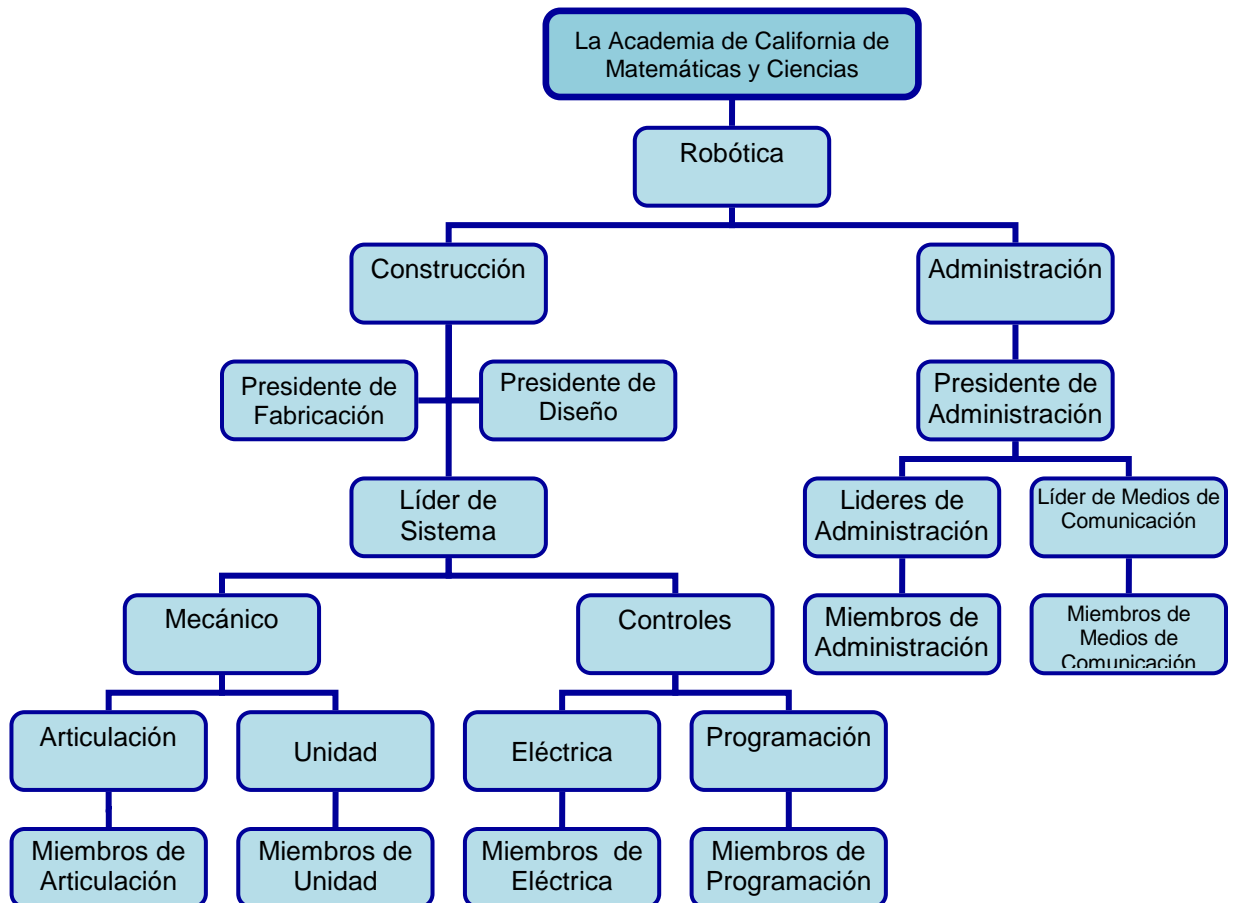 La Academia de California de
Matemáticas y Ciencias
Robótica
Construcción
Administración
Presidente de
Fabricación
Presidente de
Diseño
Presidente de
Administración
Líder de
Sistema
Lideres de
Administración
Líder de Medios de
Comunicación
Mecánico
Controles
Miembros de
Administración
Miembros de
Medios de
Comunicación
Articulación
Unidad
Eléctrica
Programación
Miembros de
Articulación
Miembros de
Unidad
Miembros de
Eléctrica
Miembros de
Programación